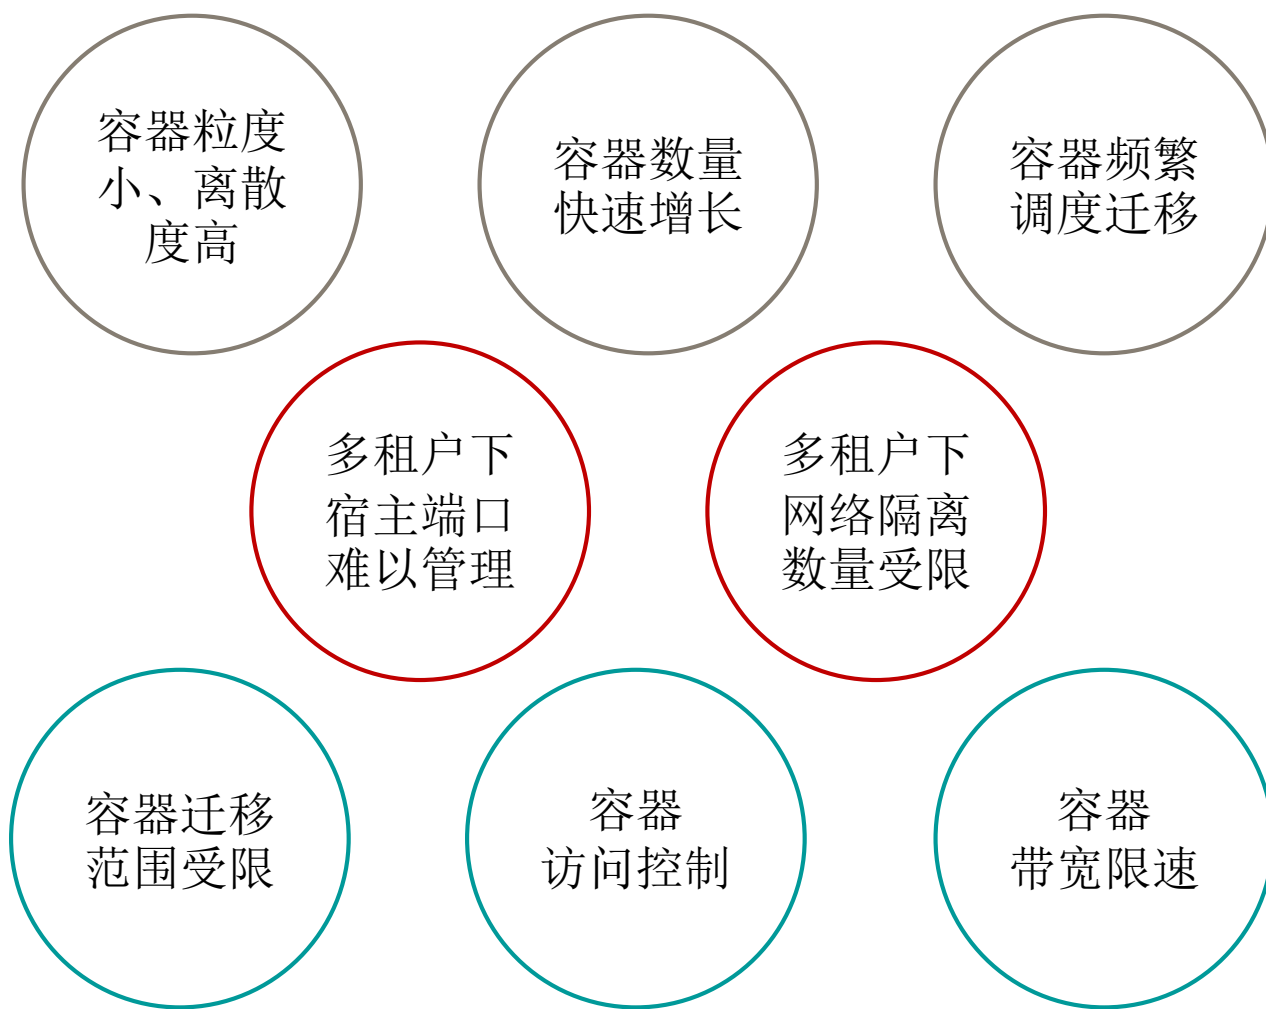 容器粒度
小、离散
度高
容器数量
快速增长
容器频繁
调度迁移
多租户下
宿主端口
难以管理
多租户下
网络隔离
数量受限
容器迁移
范围受限
容器
访问控制
容器
带宽限速